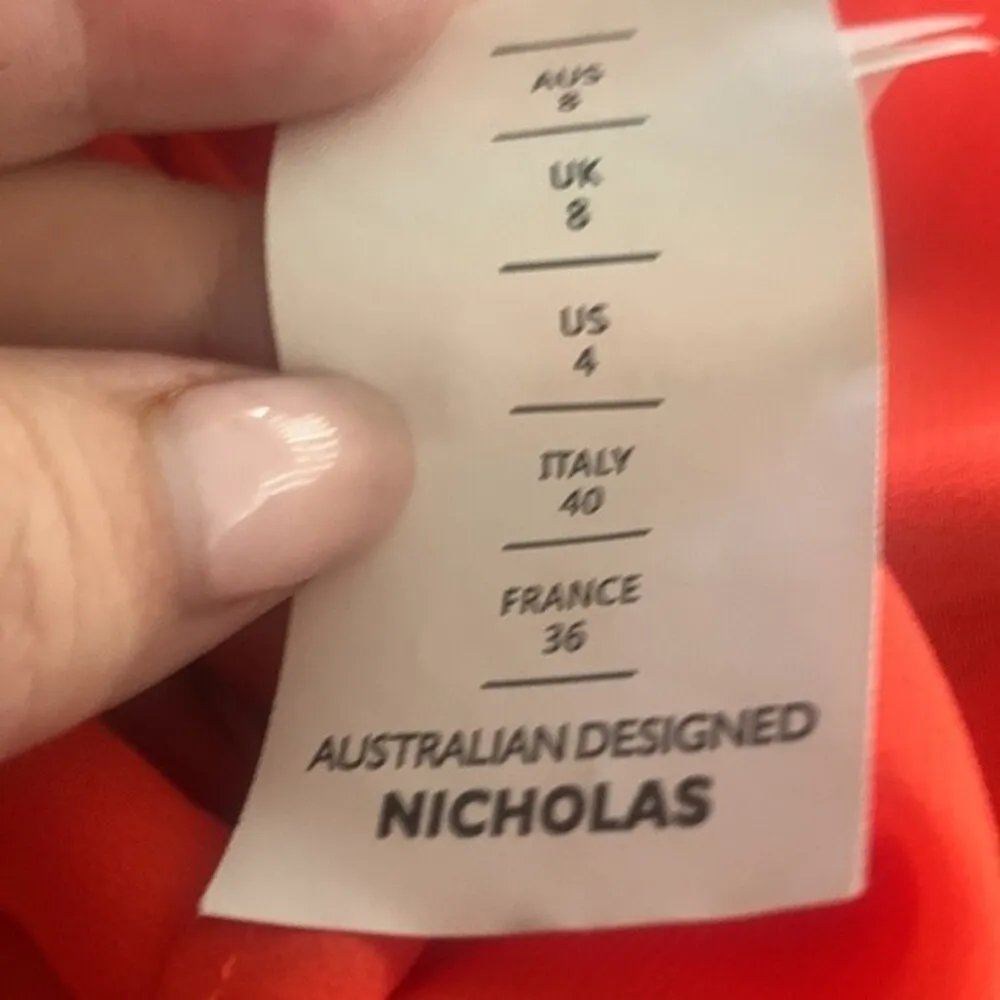 AUS
8
UK
8
US
4
ITALY
40
FRANCE
36
AUSTRALIAN DESIGNED
NICHOLAS